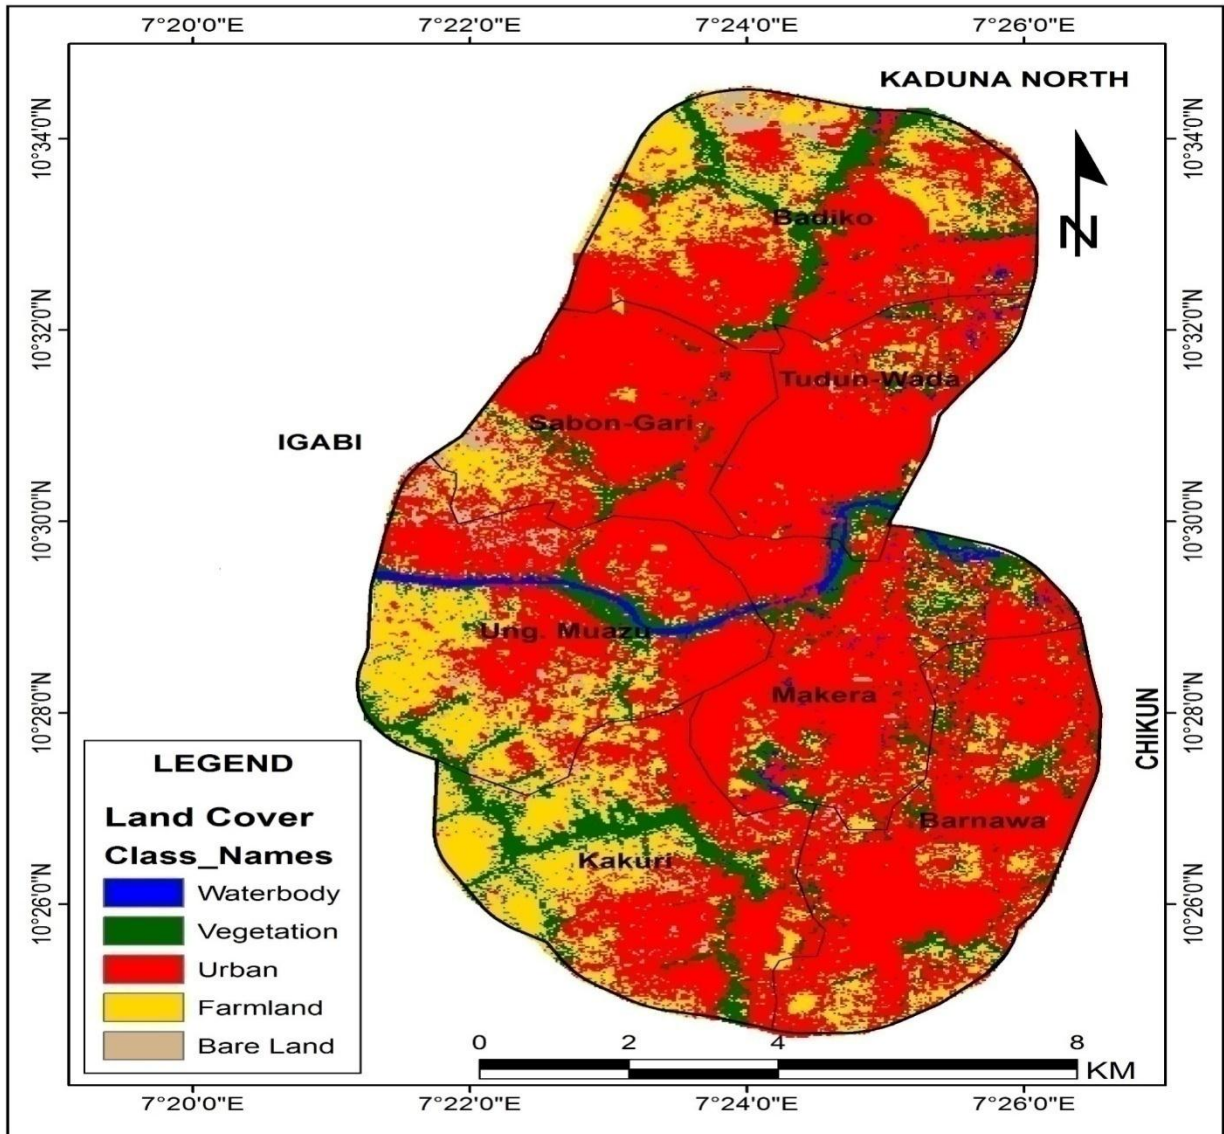 7°20'0"E 7°22'0"E 7°24'0"E 7°26'0"E
KADUNA NORTH
10°34'0"N 10°34'0"N
N
Badiko
10°32'0"N 10°32'0"N
Tudun-Wada
Sabon-Gari
IGABI
10°30'0"N 10°30'0"N
Ung. Muazu
Makera
10°28'0"N 10°28'0"N
CHIKUN
LEGEND
Land Cover
Class_Names
Waterbody
Vegetation
Urban
Farmland
Bare Land
Barnawa
Kakuri
10°26'0"N 10°26'0"N
0 2 4 8
KM
7°20'0"E 7°22'0"E 7°24'0"E 7°26'0"E